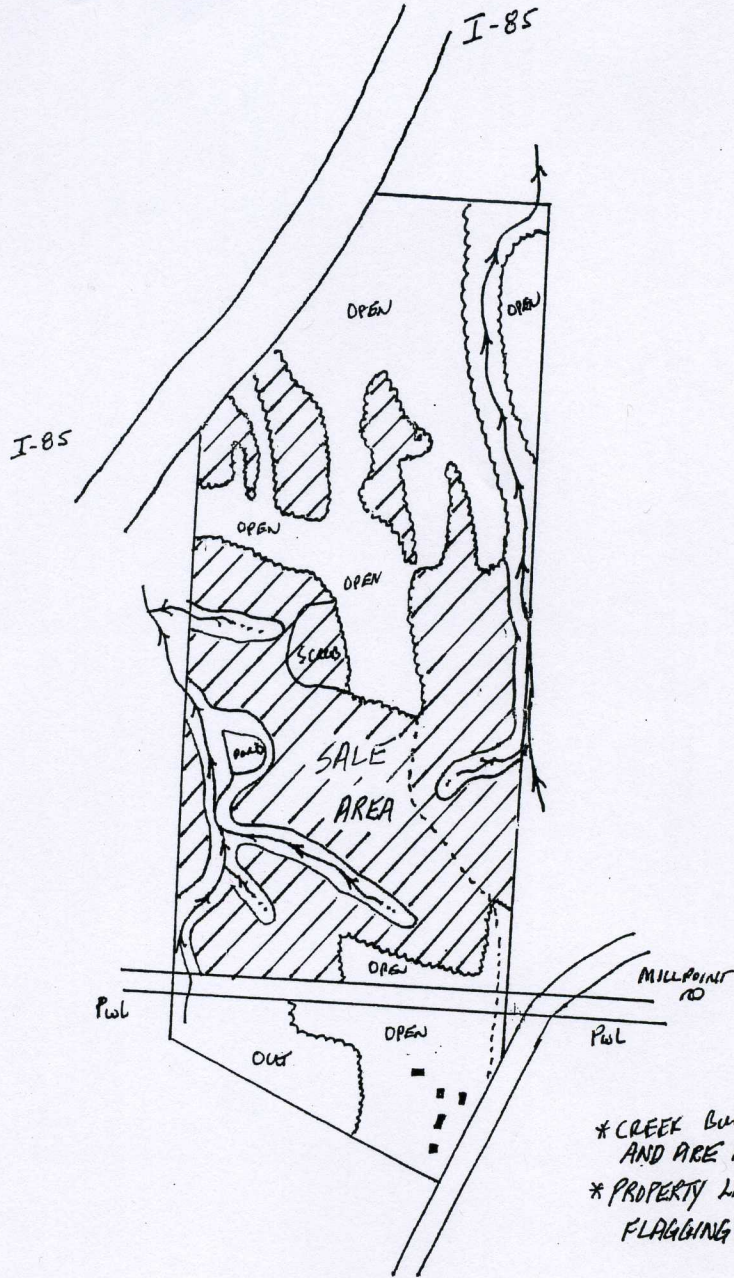 I-85
OPEN
OPEN
I-85
OPEN
OPEN
SCRUB
POND
SALE
AREA
OPEN
MILLPOINT
RD
PWL
OPEN
PWL
OUT
* CREEK
AND ARE
* PROPERTY
FLAGGING